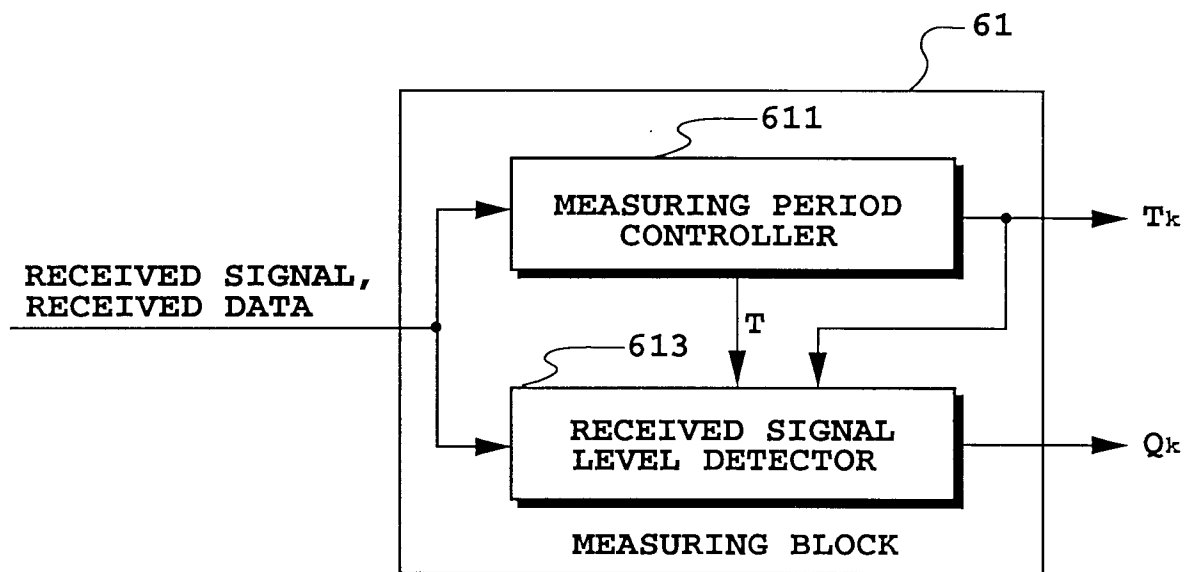 61
611
MEASURING PERIOD
CONTROLLER
Tk
RECEIVED SIGNAL,
RECEIVED DATA
T
613
RECEIVED SIGNAL
LEVEL DETECTOR
Qk
MEASURING BLOCK